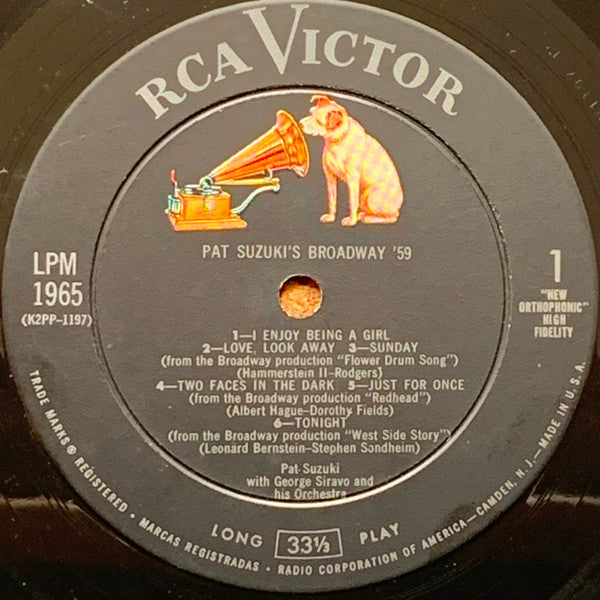 RCA VICTOR
PAT SUZUKI'S BROADWAY '59
LPM
1965
(K2PP-1197)
1
"NEW
ORTHOPHONIC"
HIGH
FIDELITY
1—I ENJOY BEING A GIRL
2—LOVE, LOOK AWAY 3—SUNDAY
(from the Broadway production "Flower Drum Song")
(Hammerstein II-Rodgers)
4—TWO FACES IN THE DARK 5—JUST FOR ONCE
(from the Broadway production "Redhead")
(Albert Hague-Dorothy Fields)
6—TONIGHT
(from the Broadway production "West Side Story")
(Leonard Bernstein-Stephen Sondheim)
Pat Suzuki
with George Siravo and
his Orchestra
LONG 33⅓ PLAY
TRADE MARKS ® REGISTERED • MARCAS REGISTRADAS • RADIO CORPORATION OF AMERICA—CAMDEN, N. J.—MADE IN U.S.A.